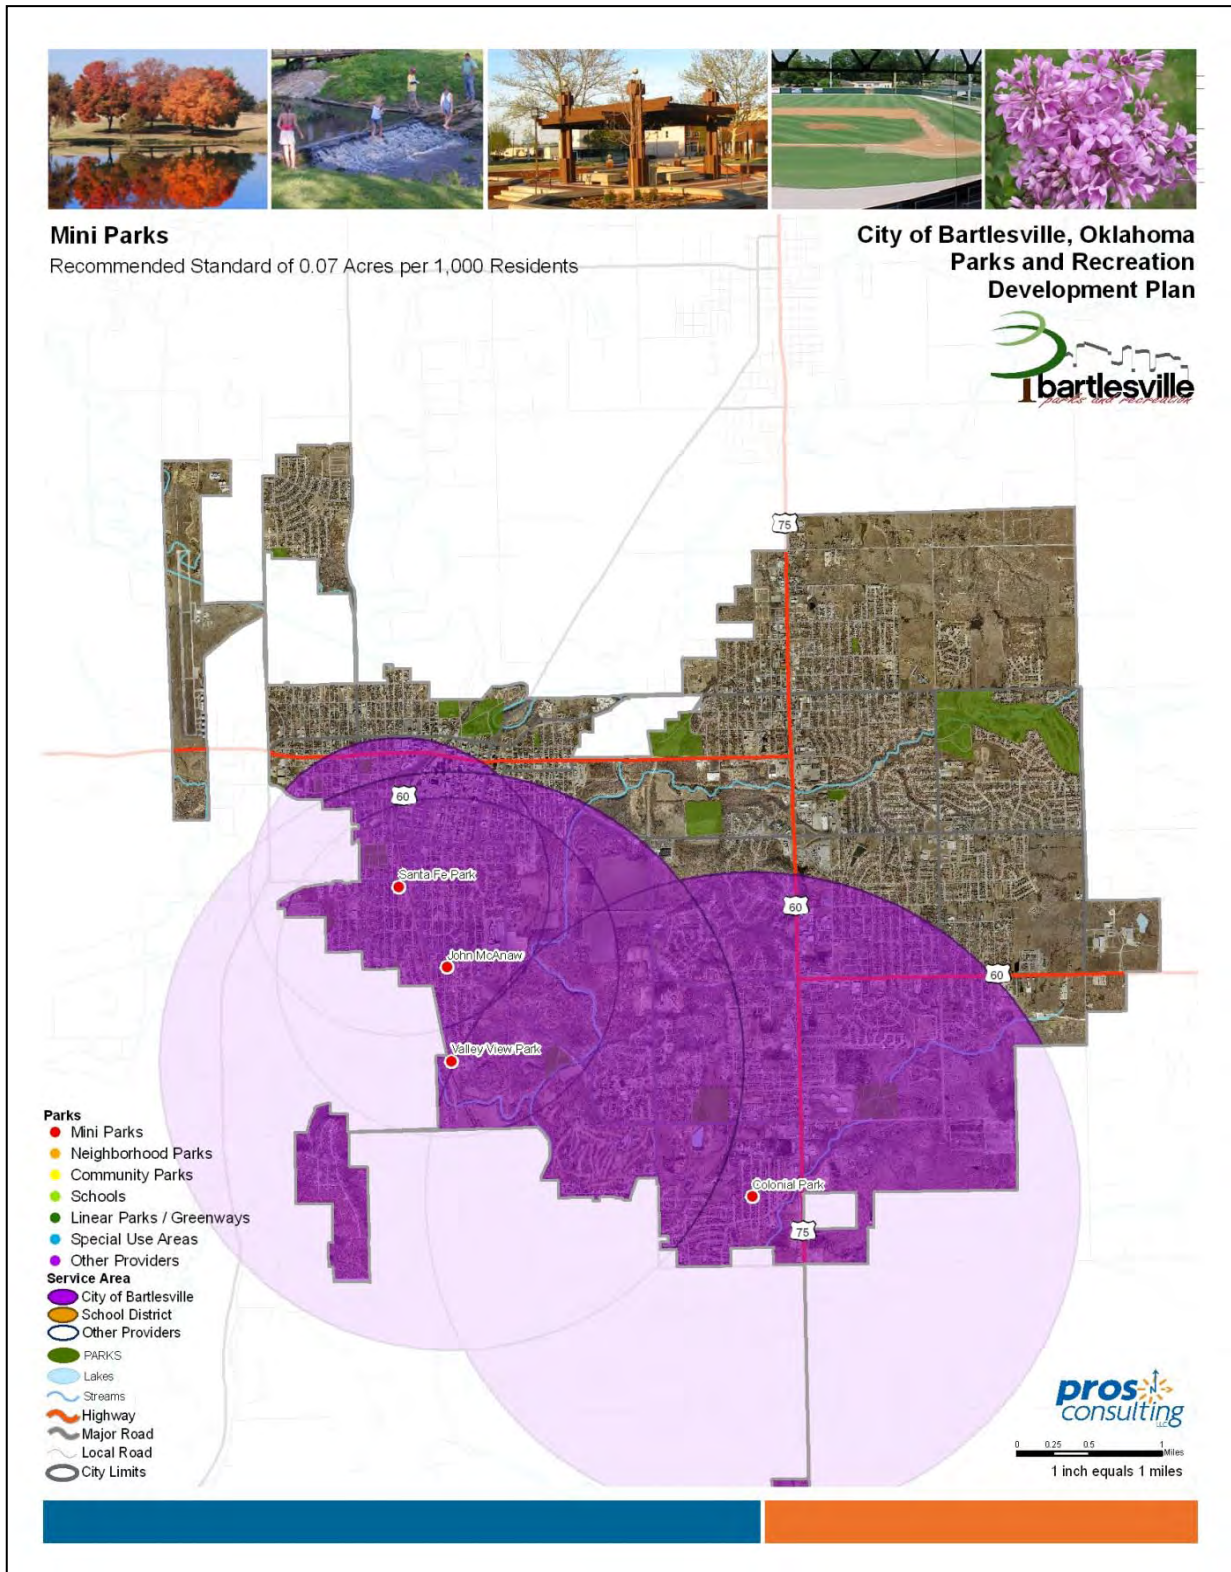 Mini Parks
Recommended Standard of 0.07 Acres per 1,000 Residents
City of Bartlesville, Oklahoma
Parks and Recreation
Development Plan
bartlesville
parks and recreation
75
60
Santa Fe Park
60
John McAnaw
60
Valley View Park
Colonial Park
75
Parks
Mini Parks
Neighborhood Parks
Community Parks
Schools
Linear Parks / Greenways
Special Use Areas
Other Providers
Service Area
City of Bartlesville
School District
Other Providers
PARKS
Lakes
Streams
Highway
Major Road
Local Road
City Limits
pros
consulting
LLC
N
0 0.25 0.5 1
Miles
1 inch equals 1 miles